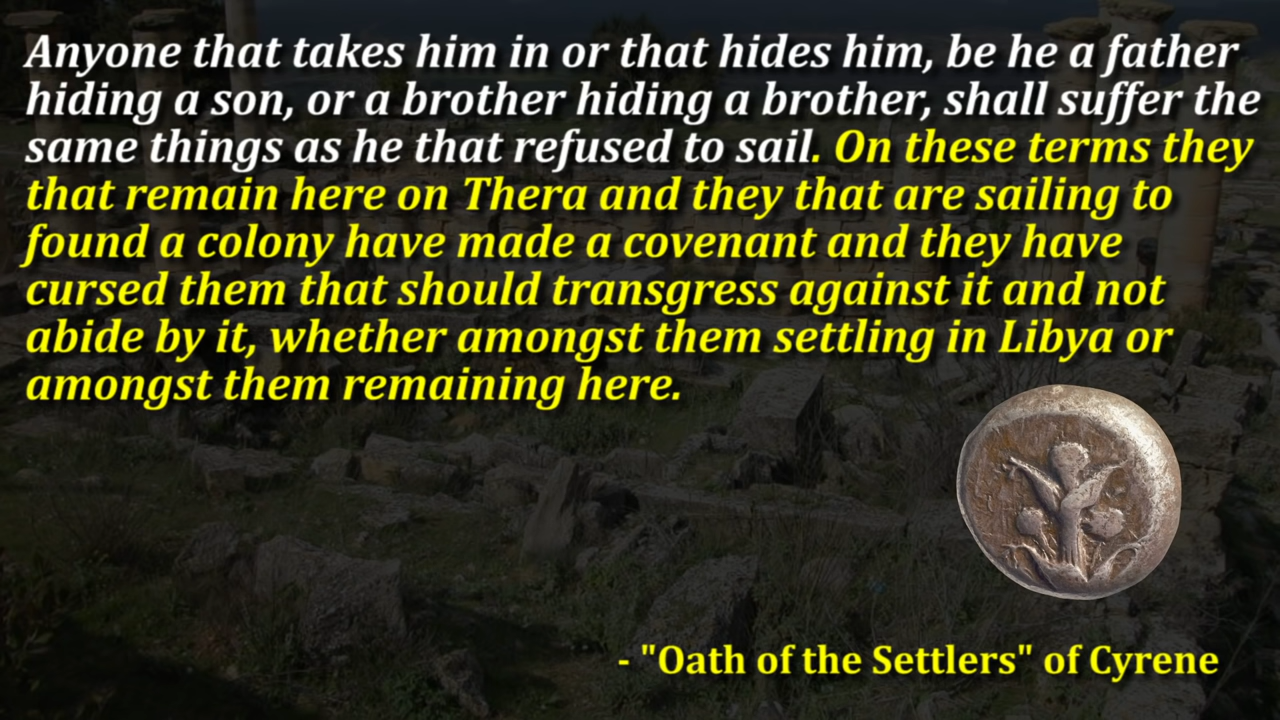 Anyone that takes him in or that hides him, be he a father
hiding a son, or a brother hiding a brother, shall suffer the
same things as he that refused to sail. On these terms they
that remain here on Thera and they that are sailing to
found a colony have made a covenant and they have
cursed them that should transgress against it and not
abide by it, whether amongst them settling in Libya or
amongst them remaining here.
- "Oath of the Settlers" of Cyrene